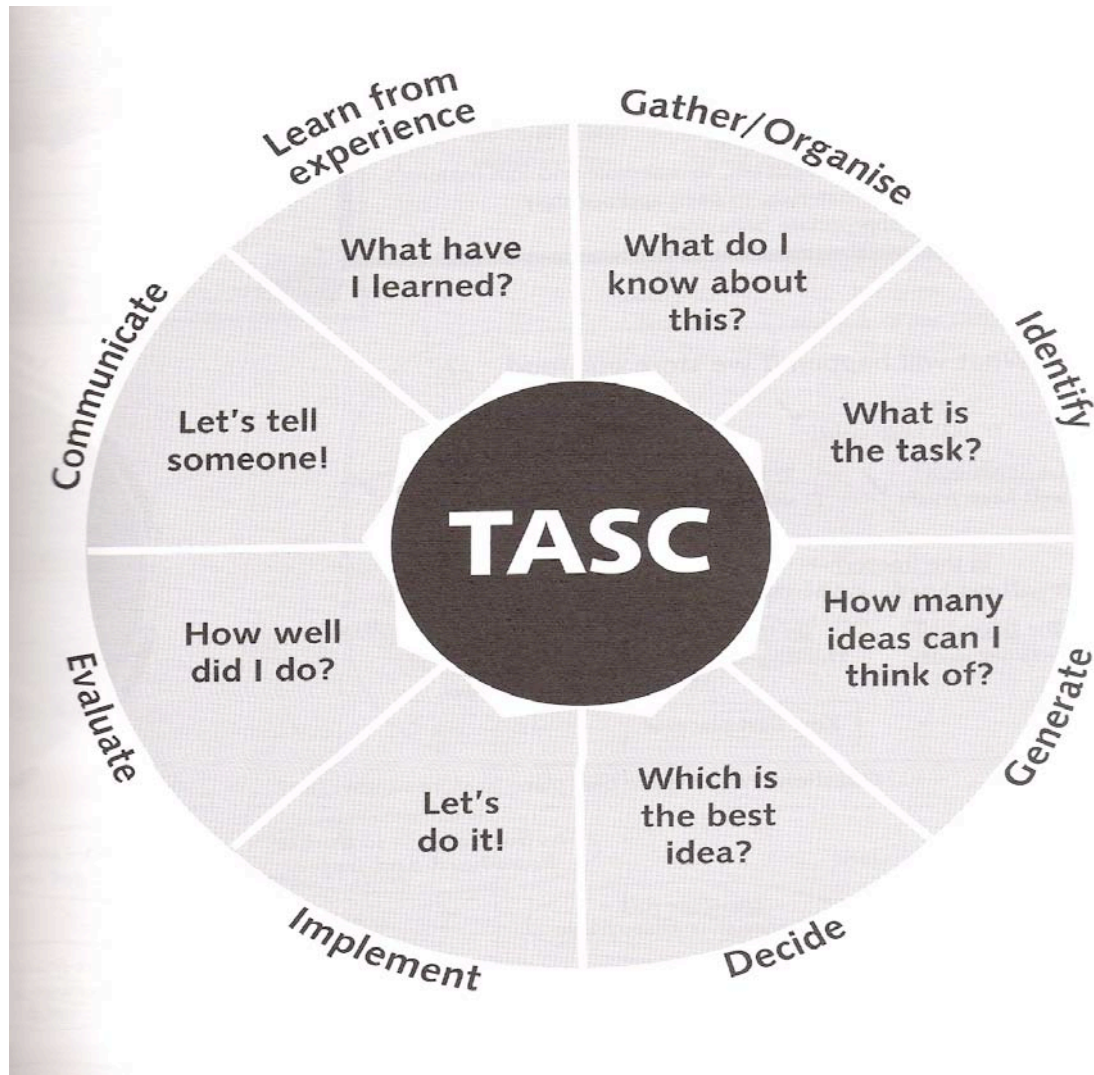 Gather/Organise
What do I
know about
this?
Identify
What is
the task?
Generate
How many
ideas can I
think of?
Decide
Which is
the best
idea?
Implement
Let's
do it!
Evaluate
How well
did I do?
Communicate
Let's tell
someone!
Learn from
experience
What have
I learned?
TASC